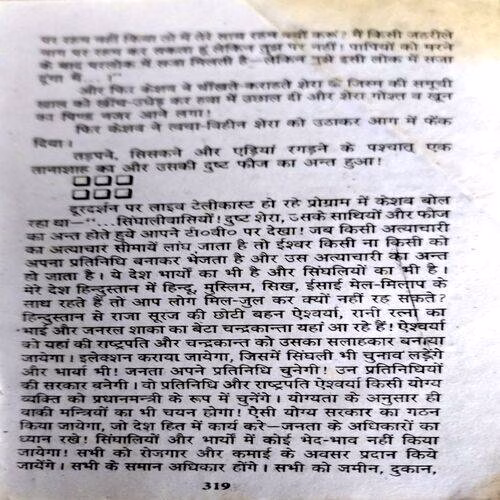 पर रहम नहीं किया तो मैं तेरे साथ रहम क्यों करूं? मैं किसी जहरीले
नाग पर रहम कर सकता हूं लेकिन तुझ पर नहीं! पापियों को मरने
के बाद परलोक में सजा मिलती है—लेकिन तुझे इसी लोक में सजा
दूंगा मैं...!"
और फिर केशव ने चीखते-कराहते शेरा के जिस्म की समूची
खाल को खींच-उधेड़ कर हवा में उछाल दी और शेरा गोश्त व खून
का पिण्ड नजर आने लगा!
फिर केशव ने त्वचा-विहीन शेरा को उठाकर आग में फेंक
दिया।
तड़पने, सिसकने और एड़ियां रगड़ने के पश्चात् एक
तानाशाह का और उसकी दुष्ट फौज का अन्त हुआ!
दूरदर्शन पर लाइव टेलीकास्ट हो रहे प्रोग्राम में केशव बोल
रहा था—"...सिंघालीवासियों! दुष्ट शेरा, उसके साथियों और फौज
का अन्त होते हुवे आपने टी०वी० पर देखा! जब किसी अत्याचारी
का अत्याचार सीमायें लांघ जाता है तो ईश्वर किसी ना किसी को
अपना प्रतिनिधि बनाकर भेजता है और उस अत्याचारी का अन्त
हो जाता है। ये देश भार्यों का भी है और सिंघलियों का भी है।
मेरे देश हिन्दुस्तान में हिन्दू, मुस्लिम, सिख, ईसाई मेल-मिलाप के
साथ रहते हैं तो आप लोग मिल-जुल कर क्यों नहीं रह सकते?
हिन्दुस्तान से राजा सूरज की छोटी बहन ऐश्वर्या, रानी रत्ना का
भाई और जनरल शाका का बेटा चन्द्रकान्ता यहां आ रहे हैं! ऐश्वर्या
को यहां की राष्ट्रपति और चन्द्रकान्त को उसका सलाहकार बनाया
जायेगा। इलेक्शन कराया जायेगा, जिसमें सिंघली भी चुनाव लड़ेंगे
और भार्या भी! जनता अपने प्रतिनिधि चुनेगी! उन प्रतिनिधियों
की सरकार बनेगी। वो प्रतिनिधि और राष्ट्रपति ऐश्वर्या किसी योग्य
व्यक्ति को प्रधानमन्त्री के रूप में चुनेंगे। योग्यता के अनुसार ही
बाकी मन्त्रियों का भी चयन होगा! ऐसी योग्य सरकार का गठन
किया जायेगा, जो देश हित में कार्य करे—जनता के अधिकारों का
ध्यान रखे! सिंघालियों और भार्यों में कोई भेद-भाव नहीं किया
जायेगा! सभी को रोजगार और कमाई के अवसर प्रदान किये
जायेंगे। सभी के समान अधिकार होंगे। सभी को जमीन, दुकान,
319